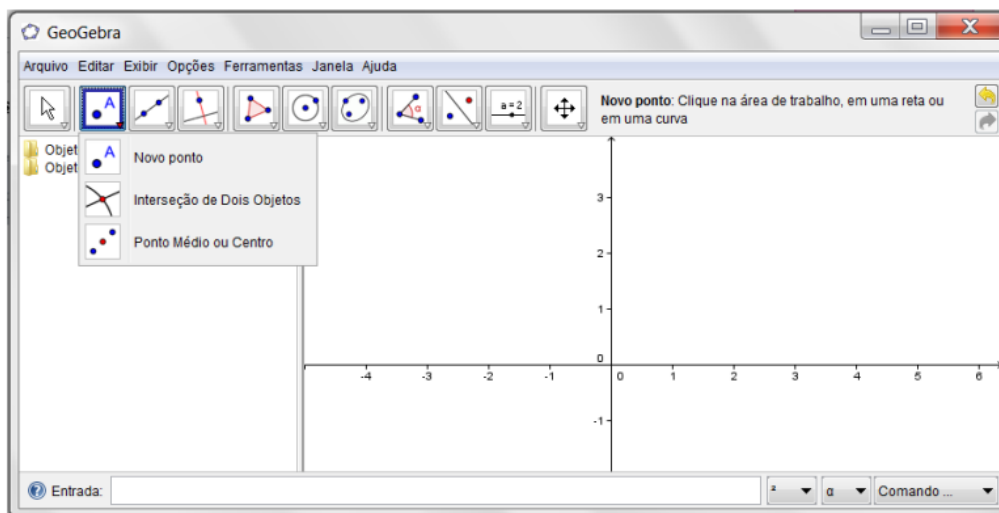 GeoGebra
Arquivo Editar Exibir Opções Ferramentas Janela Ajuda
A
α
a=2
Novo ponto: Clique na área de trabalho, em uma reta ou
em uma curva
Objet
Objet
A
Novo ponto
Interseção de Dois Objetos
Ponto Médio ou Centro
3
2
1
0
-4 -3 -2 -1 0 1 2 3 4 5 6
-1
Entrada:
²
α
Comando ...